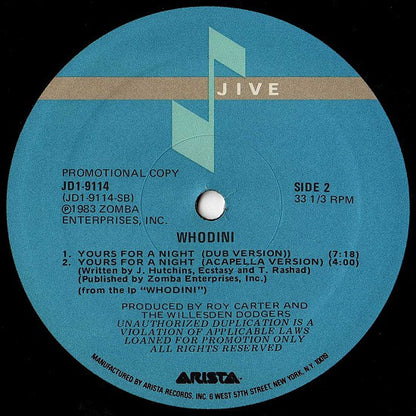 JIVE
PROMOTIONAL COPY
JD1-9114
(JD1-9114-SB)
Ⓟ1983 ZOMBA
ENTERPRISES, INC.
SIDE 2
33 1/3 RPM
WHODINI
1. YOURS FOR A NIGHT (DUB VERSION)) (7:18)
2. YOURS FOR A NIGHT (ACAPELLA VERSION) (4:00)
(Written by J. Hutchins, Ecstasy and T. Rashad)
(Published by Zomba Enterprises, Inc.)
(from the lp "WHODINI")
PRODUCED BY ROY CARTER AND
THE WILLESDEN DODGERS
UNAUTHORIZED DUPLICATION IS A
VIOLATION OF APPLICABLE LAWS
LOANED FOR PROMOTION ONLY
ALL RIGHTS RESERVED
ARISTA
MANUFACTURED BY ARISTA RECORDS, INC. 6 WEST 57TH STREET, NEW YORK, N.Y. 10019